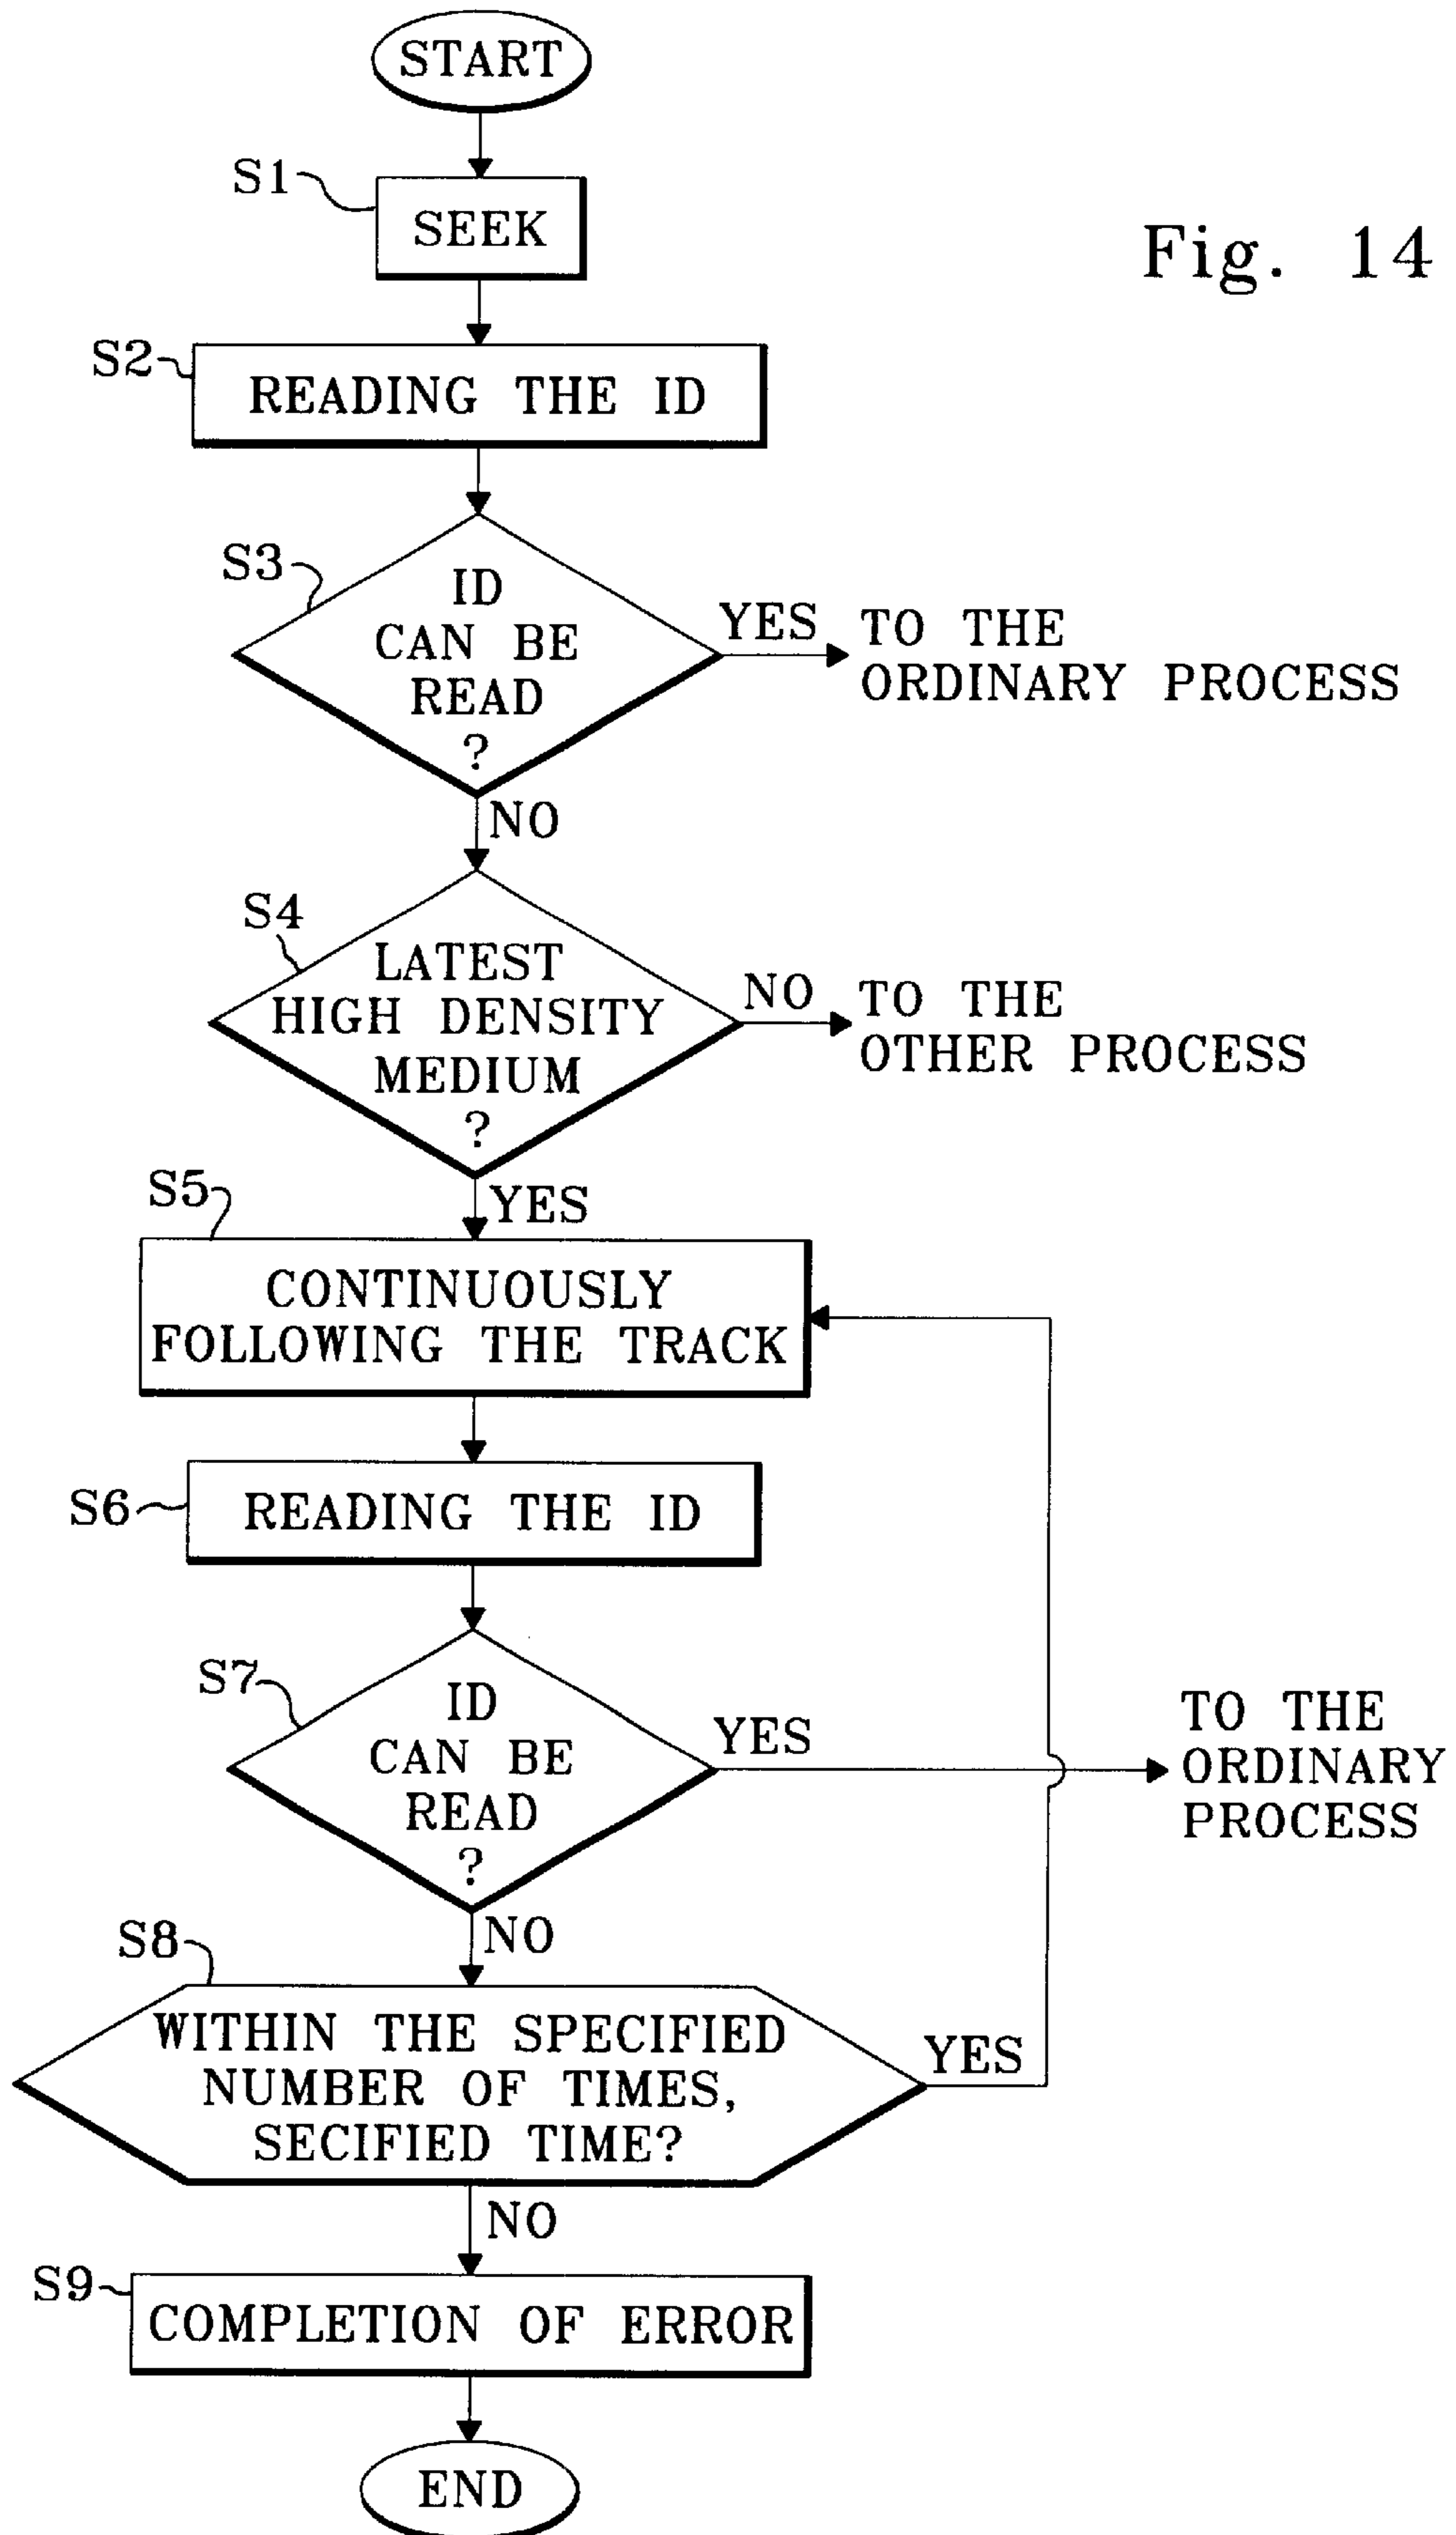 START
S1
SEEK
Fig. 14
S2
READING THE ID
S3
ID
CAN BE
READ
?
YES
TO THE
ORDINARY PROCESS
NO
S4
LATEST
HIGH DENSITY
MEDIUM
?
NO
TO THE
OTHER PROCESS
YES
S5
CONTINUOUSLY
FOLLOWING THE TRACK
S6
READING THE ID
S7
ID
CAN BE
READ
?
YES
TO THE
ORDINARY
PROCESS
NO
S8
WITHIN THE SPECIFIED
NUMBER OF TIMES,
SECIFIED TIME?
YES
NO
S9
COMPLETION OF ERROR
END